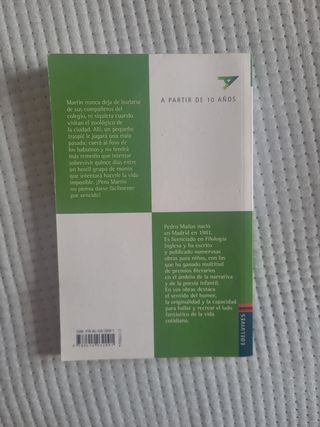 A PARTIR DE 10 AÑOS
Martín nunca deja de burlarse
de sus compañeros del
colegio, ni siquiera cuando
visitan el zoológico de
la ciudad. Allí, un pequeño
traspié le jugará una mala
pasada: caerá al foso de
los babuinos y no tendrá
más remedio que intentar
sobrevivir quince días entre
un hostil grupo de monos
que intentará hacerle la vida
imposible. ¡Pero Martín
no piensa darse fácilmente
por vencido!
Pedro Mañas nació
en Madrid en 1981.
Es licenciado en Filología
Inglesa y ha escrito
y publicado numerosas
obras para niños, con las
que ha ganado multitud
de premios literarios
en el ámbito de la narrativa
y de la poesía infantil.
En sus obras destaca
el sentido del humor,
la originalidad y la capacidad
para hallar y recrear el lado
fantástico de la vida
cotidiana.
EDELVIVES